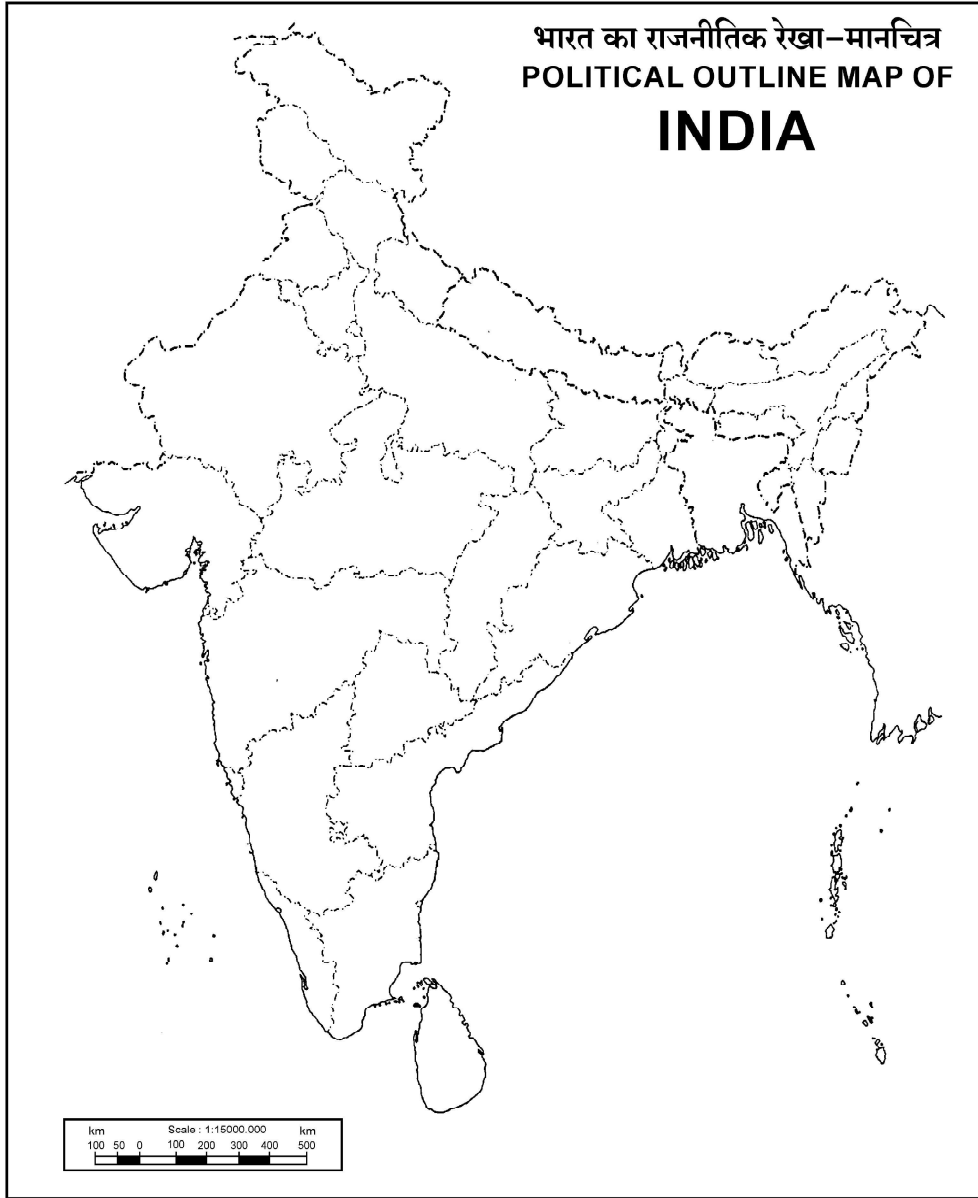 भारत का राजनीतिक रेखा–मानचित्र
POLITICAL OUTLINE MAP OF
INDIA
km Scale : 1:15000.000 km
100 50 0 100 200 300 400 500